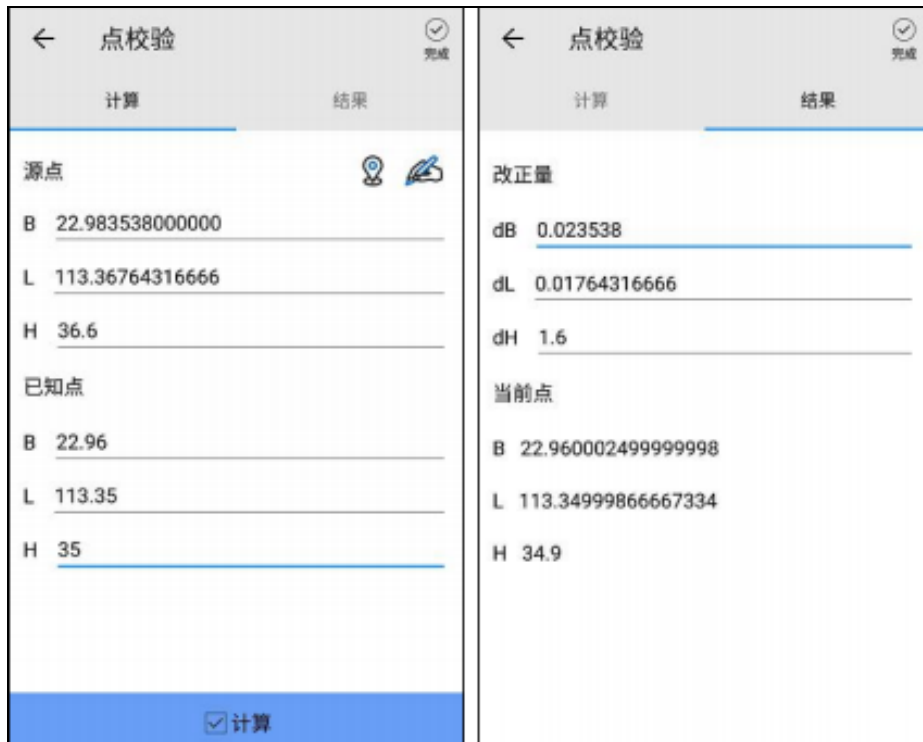 点校验
完成
计算
结果
源点
B 22.983538000000
L 113.36764316666
H 36.6
已知点
B 22.96
L 113.35
H 35
计算
点校验
完成
计算
结果
改正量
dB 0.023538
dL 0.01764316666
dH 1.6
当前点
B 22.960002499999998
L 113.34999866667334
H 34.9